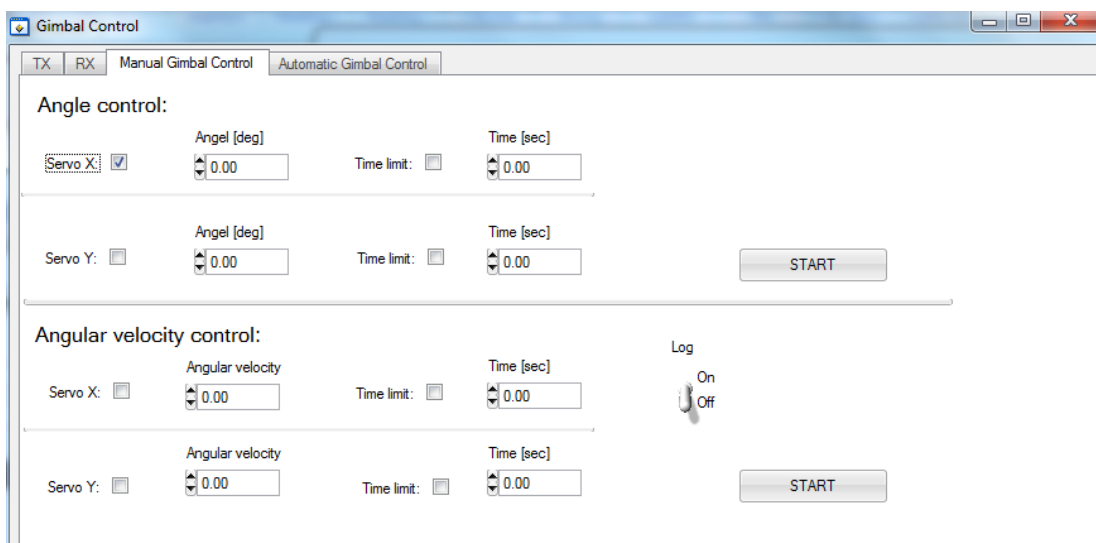 Gimbal Control
TX RX Manual Gimbal Control Automatic Gimbal Control
Angle control:
Angel [deg] Time [sec]
Servo X: 0.00 Time limit: 0.00
Angel [deg] Time [sec]
Servo Y: 0.00 Time limit: 0.00 START
Angular velocity control:
Log
Angular velocity Time [sec]
On
Servo X: 0.00 Time limit: 0.00
Off
Angular velocity Time [sec]
Servo Y: 0.00 Time limit: 0.00 START